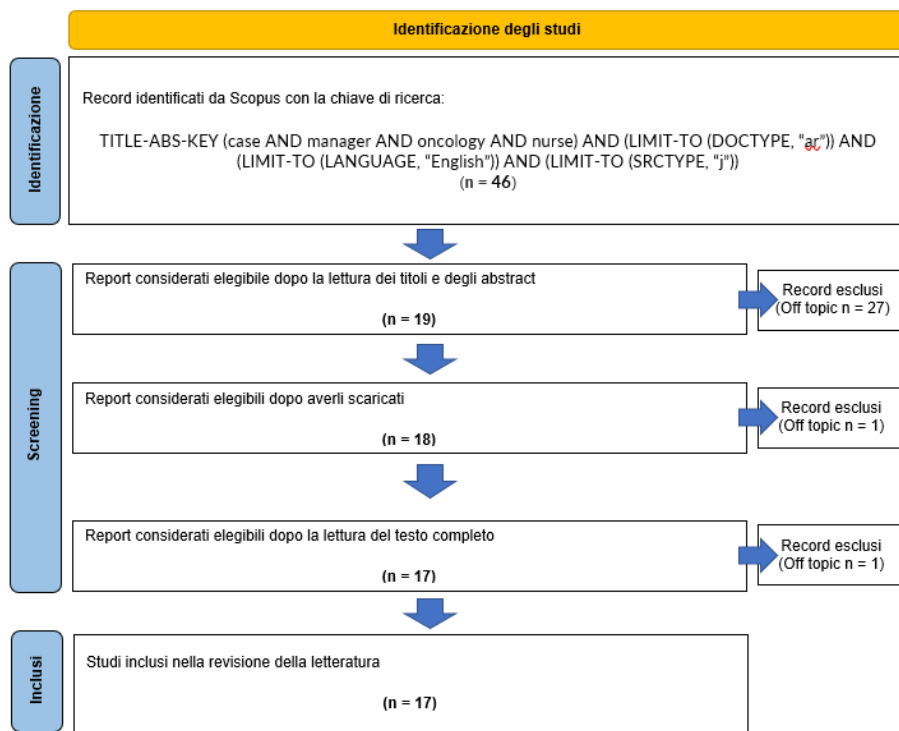 Identificazione degli studi
Identificazione
Record identificati da Scopus con la chiave di ricerca:
TITLE-ABS-KEY (case AND manager AND oncology AND nurse) AND (LIMIT-TO (DOCTYPE, “ar”)) AND
(LIMIT-TO (LANGUAGE, “English”)) AND (LIMIT-TO (SRCTYPE, “j”))
(n = 46)
Screening
Report considerati elegibile dopo la lettura dei titoli e degli abstract
(n = 19)
Record esclusi
(Off topic n = 27)
Report considerati elegibili dopo averli scaricati
(n = 18)
Record esclusi
(Off topic n = 1)
Report considerati elegibili dopo la lettura del testo completo
(n = 17)
Record esclusi
(Off topic n = 1)
Inclusi
Studi inclusi nella revisione della letteratura
(n = 17)